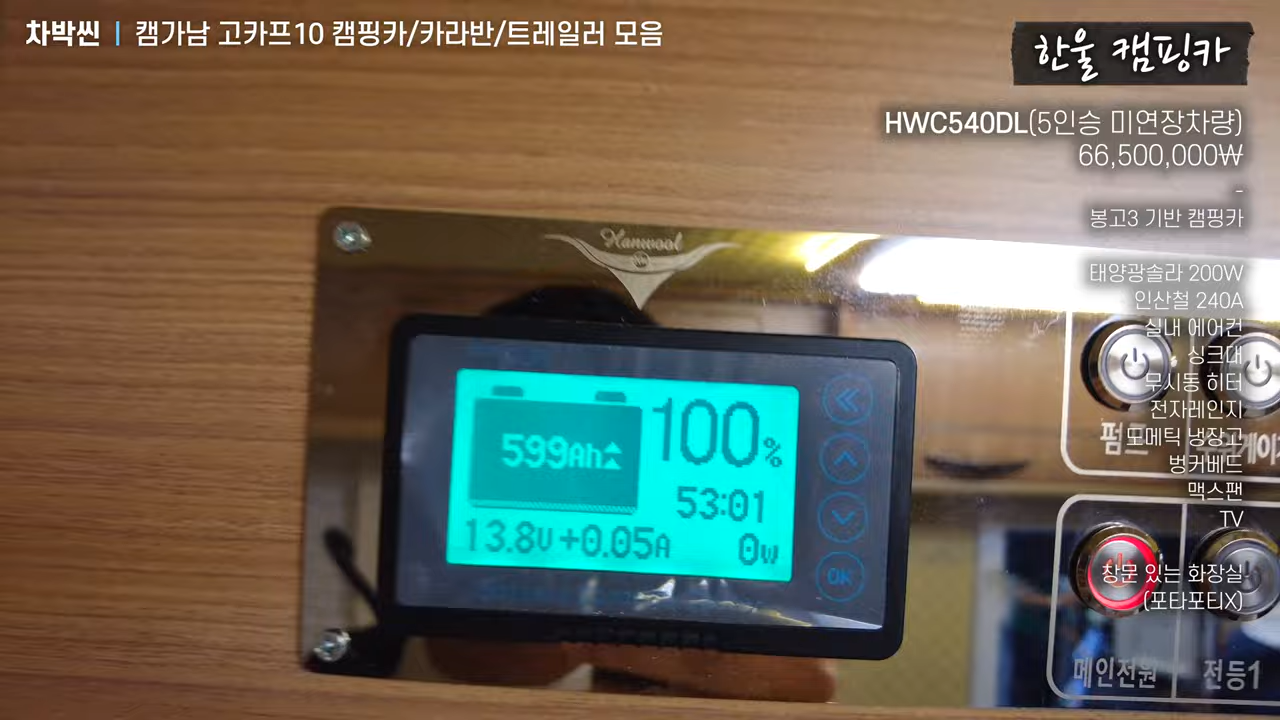 차박씬 | 캠가남 고카프10 캠핑카/카라반/트레일러 모음
한울 캠핑카
HWC540DL(5인승 미연장차량)
66,500,000₩
-
봉고3 기반 캠핑카
태양광솔라 200W
인산철 240A
실내 에어컨
싱크대
무시동 히터
전자레인지
도메틱 냉장고
벙커베드
맥스팬
TV
창문 있는 화장실
(포타포티X)
Hanwool
599Ah
100%
53:01
13.8V +0.05A
0W
OK
메인전원
전등1